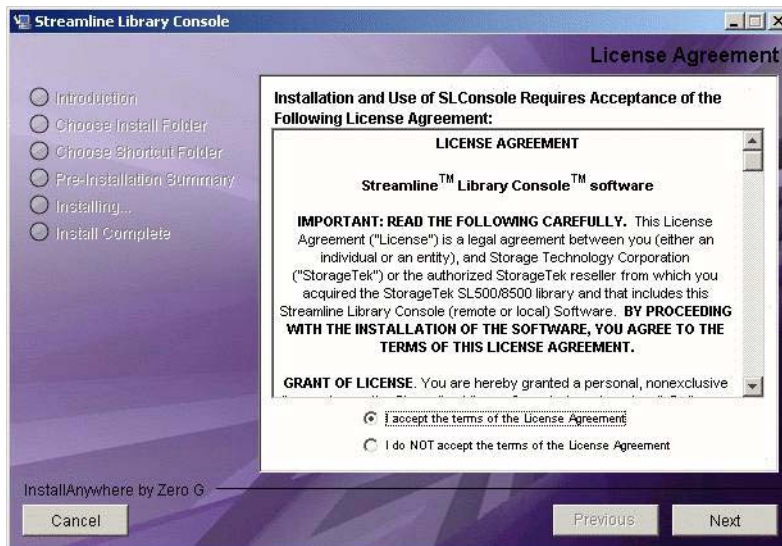 Streamline Library Console
License Agreement
Introduction
Choose Install Folder
Choose Shortcut Folder
Pre-Installation Summary
Installing...
Install Complete
Installation and Use of SLConsole Requires Acceptance of the
Following License Agreement:
LICENSE AGREEMENT
Streamline™ Library Console™ software
IMPORTANT: READ THE FOLLOWING CAREFULLY. This License
Agreement ("License") is a legal agreement between you (either an
individual or an entity), and Storage Technology Corporation
("StorageTek") or the authorized StorageTek reseller from which you
acquired the StorageTek SL500/8500 library and that includes this
Streamline Library Console (remote or local) Software. BY PROCEEDING
WITH THE INSTALLATION OF THE SOFTWARE, YOU AGREE TO THE
TERMS OF THIS LICENSE AGREEMENT.
GRANT OF LICENSE. You are hereby granted a personal, nonexclusive
I accept the terms of the License Agreement
I do NOT accept the terms of the License Agreement
InstallAnywhere by Zero G
Cancel
Previous
Next